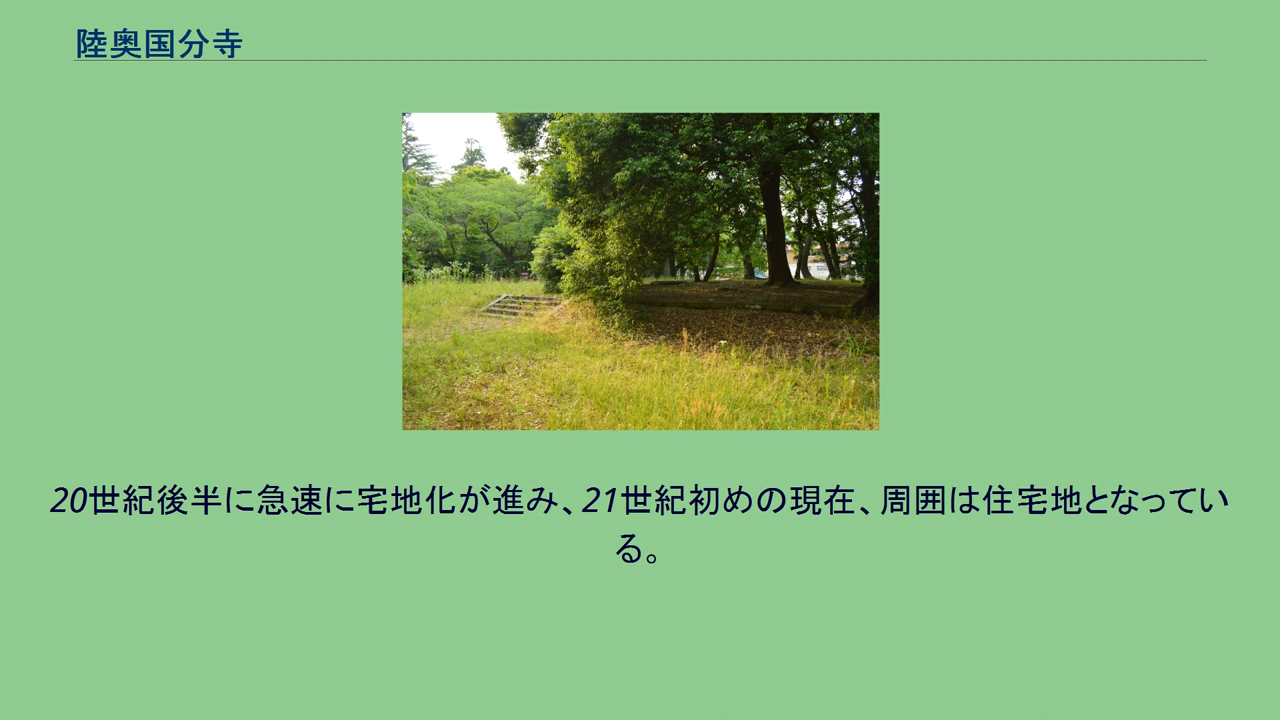 陸奥国分寺
20世紀後半に急速に宅地化が進み、21世紀初めの現在、周囲は住宅地となってい
る。